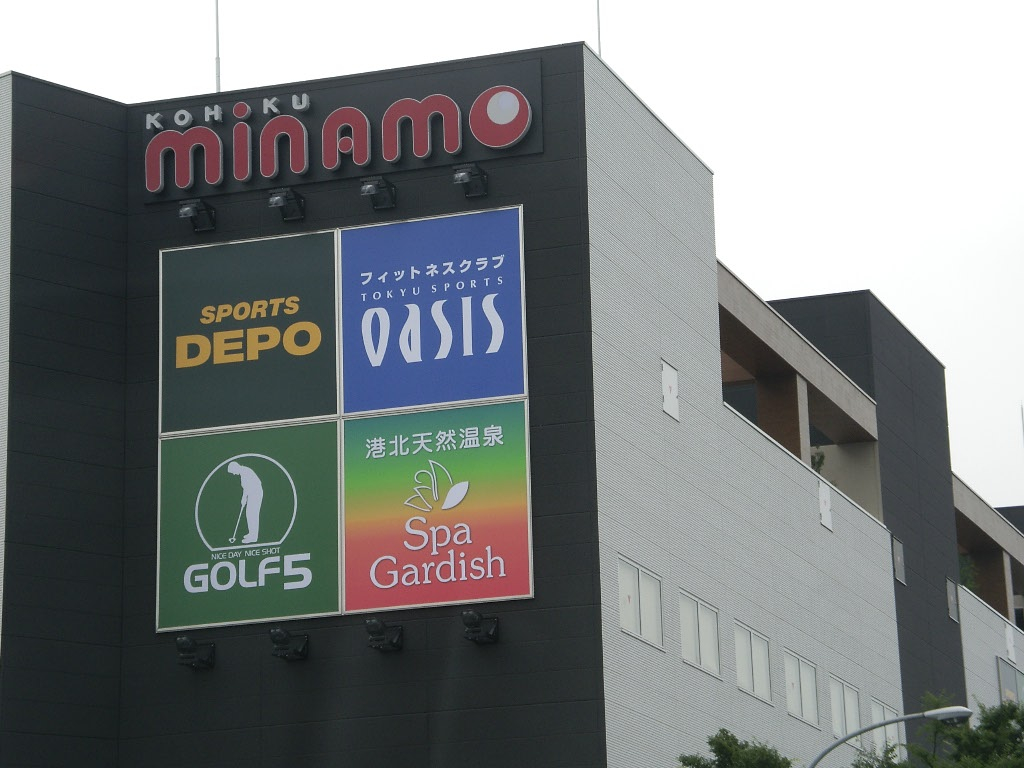 KOHOKU
minamo
SPORTS
DEPO
フィットネスクラブ
TOKYU SPORTS
OASIS
NICE DAY NICE SHOT
GOLF5
港北天然温泉
Spa
Gardish